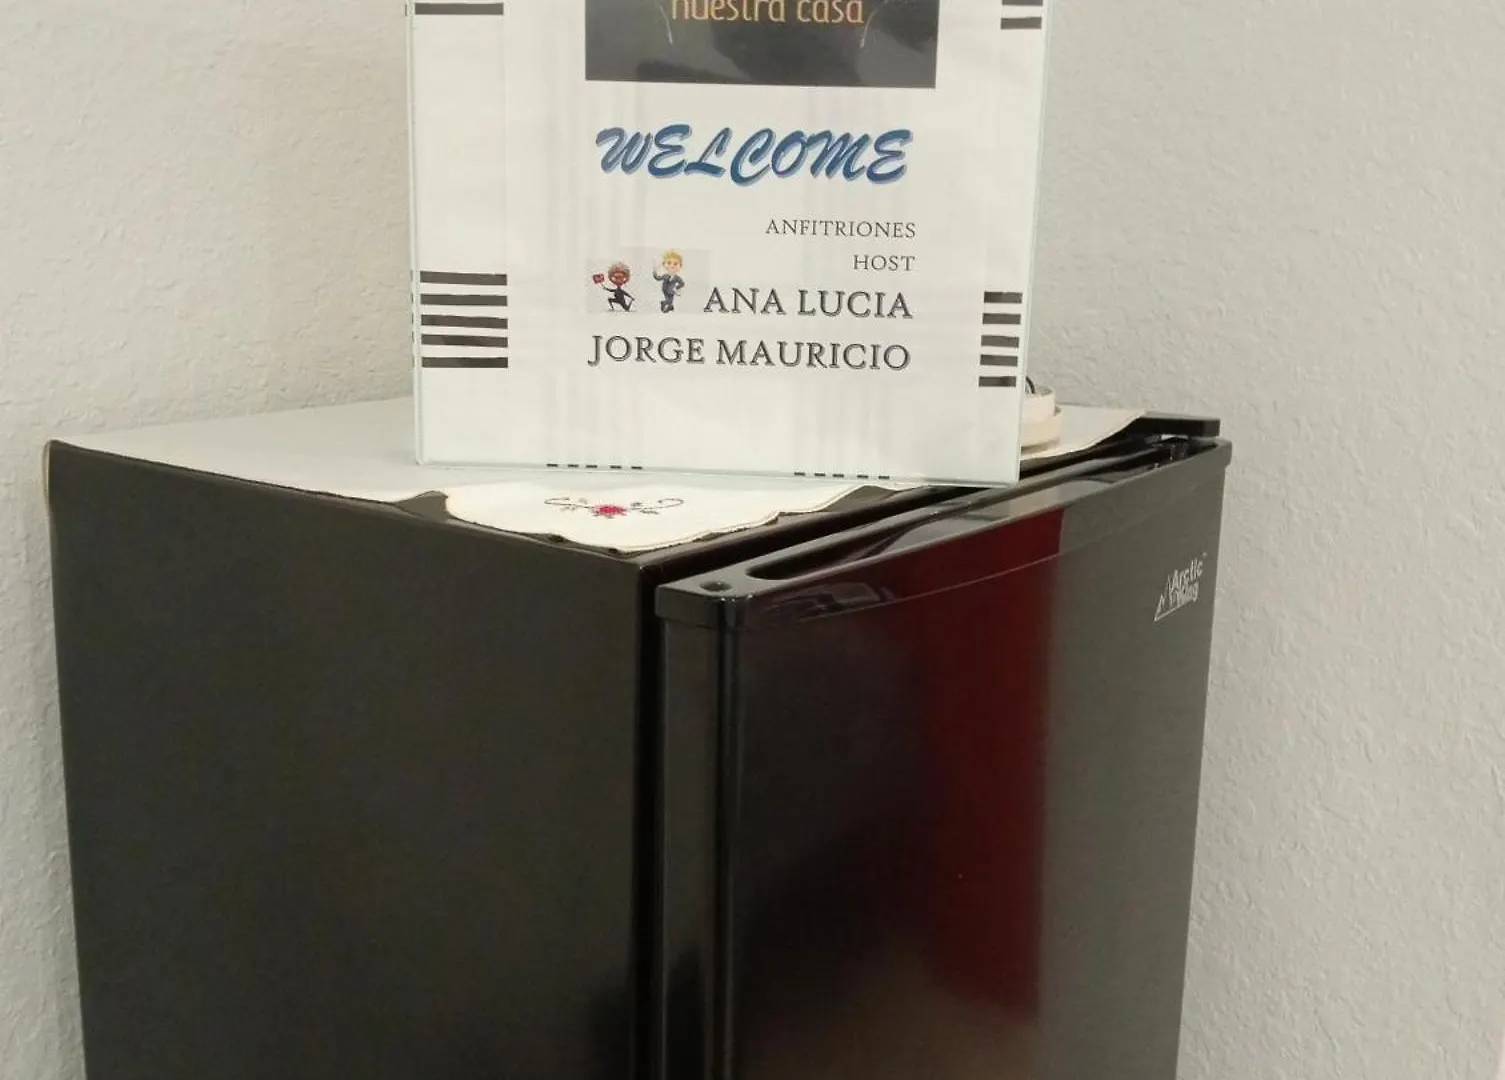 nuestra casa
WELCOME
ANFITRIONES
HOST
ANA LUCIA
JORGE MAURICIO
Arctic
King